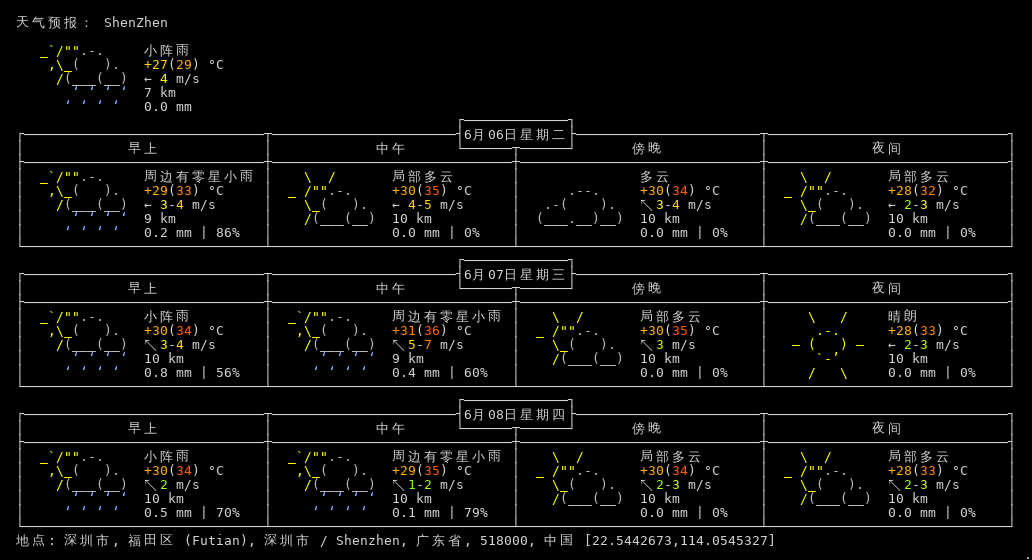 天气预报： ShenZhen
小阵雨
+27(29) °C
← 4 m/s
7 km
0.0 mm
6月06日星期二
早上 中午 傍晚 夜间
周边有零星小雨 局部多云 多云 局部多云
+29(33) °C +30(35) °C +30(34) °C +28(32) °C
← 3-4 m/s ← 4-5 m/s ↖ 3-4 m/s ← 2-3 m/s
9 km 10 km 10 km 10 km
0.2 mm | 86% 0.0 mm | 0% 0.0 mm | 0% 0.0 mm | 0%
6月07日星期三
早上 中午 傍晚 夜间
小阵雨 周边有零星小雨 局部多云 晴朗
+30(34) °C +31(36) °C +30(35) °C +28(33) °C
↖ 3-4 m/s ↖ 5-7 m/s ↖ 3 m/s ← 2-3 m/s
10 km 9 km 10 km 10 km
0.8 mm | 56% 0.4 mm | 60% 0.0 mm | 0% 0.0 mm | 0%
6月08日星期四
早上 中午 傍晚 夜间
小阵雨 周边有零星小雨 局部多云 局部多云
+30(34) °C +29(35) °C +30(34) °C +28(33) °C
↖ 2 m/s ↖ 1-2 m/s ↖ 2-3 m/s ↖ 2-3 m/s
10 km 10 km 10 km 10 km
0.5 mm | 70% 0.1 mm | 79% 0.0 mm | 0% 0.0 mm | 0%
地点: 深圳市, 福田区 (Futian), 深圳市 / Shenzhen, 广东省, 518000, 中国 [22.5442673,114.0545327]